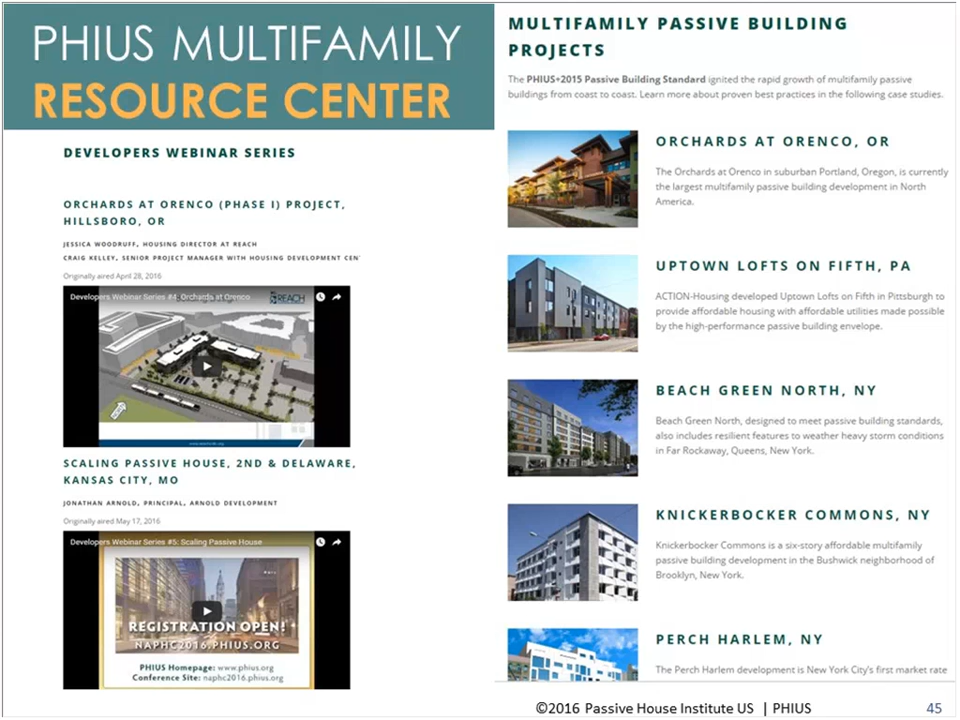 PHIUS MULTIFAMILY
RESOURCE CENTER
DEVELOPERS WEBINAR SERIES
ORCHARDS AT ORENCO (PHASE I) PROJECT,
HILLSBORO, OR
JESSICA WOODRUFF, HOUSING DIRECTOR AT REACH
CRAIG KELLEY, SENIOR PROJECT MANAGER WITH HOUSING DEVELOPMENT CEN
Originally aired April 28, 2016
Developers Webinar Series #4: Orchards at Orenco
REACH
SCALING PASSIVE HOUSE, 2ND & DELAWARE,
KANSAS CITY, MO
JONATHAN ARNOLD, PRINCIPAL, ARNOLD DEVELOPMENT
Originally aired May 17, 2016
Developers Webinar Series #5: Scaling Passive House
REGISTRATION OPEN!
NAPHC2016.PHIUS.ORG
PHIUS Homepage: www.phius.org
Conference Site: naphc2016.phius.org
MULTIFAMILY PASSIVE BUILDING
PROJECTS
The PHIUS+2015 Passive Building Standard ignited the rapid growth of multifamily passive
buildings from coast to coast. Learn more about proven best practices in the following case studies.
ORCHARDS AT ORENCO, OR
The Orchards at Orenco in suburban Portland, Oregon, is currently
the largest multifamily passive building development in North
America.
UPTOWN LOFTS ON FIFTH, PA
ACTION-Housing developed Uptown Lofts on Fifth in Pittsburgh to
provide affordable housing with affordable utilities made possible
by the high-performance passive building envelope.
BEACH GREEN NORTH, NY
Beach Green North, designed to meet passive building standards,
also includes resilient features to weather heavy storm conditions
in Far Rockaway, Queens, New York.
KNICKERBOCKER COMMONS, NY
Knickerbocker Commons is a six-story affordable multifamily
passive building development in the Bushwick neighborhood of
Brooklyn, New York.
PERCH HARLEM, NY
The Perch Harlem development is New York City's first market rate
©2016 Passive House Institute US | PHIUS
45